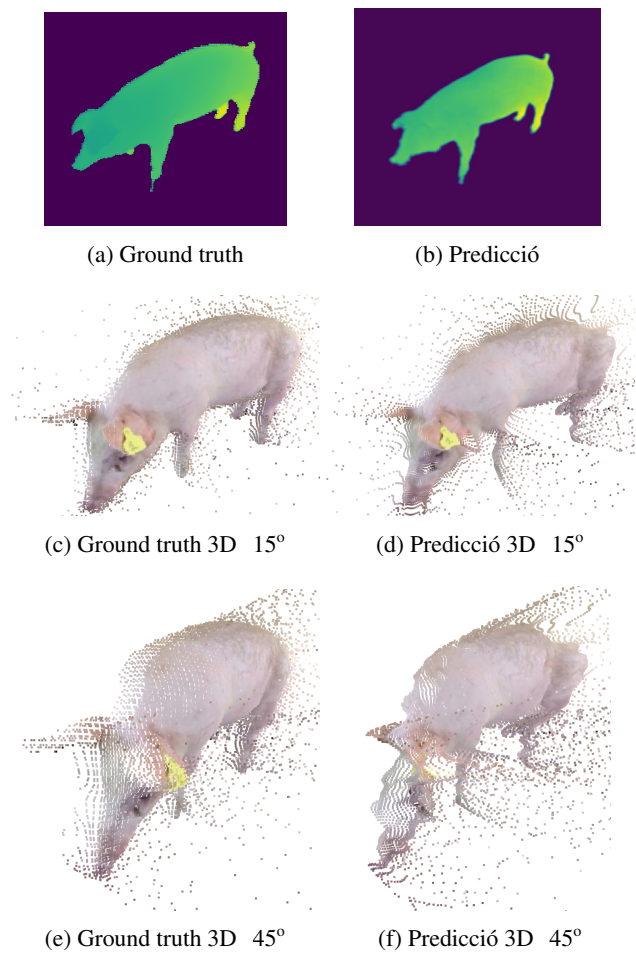 (a) Ground truth
(b) Predicció
(c) Ground truth 3D 15º
(d) Predicció 3D 15º
(e) Ground truth 3D 45º
(f) Predicció 3D 45º